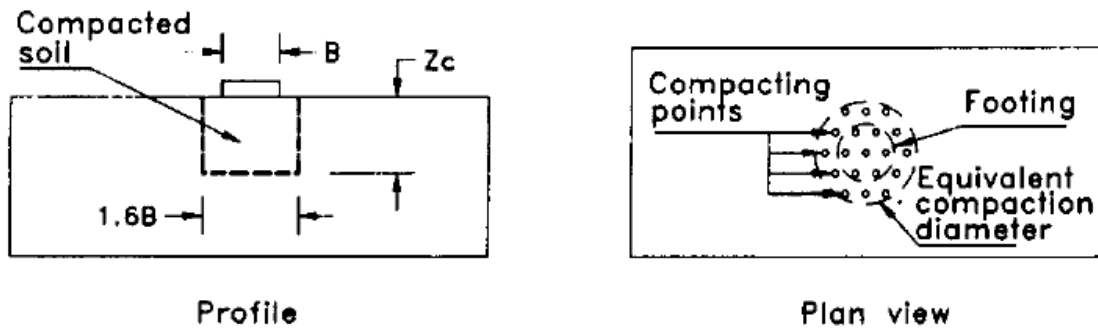 Compacted
soil
B
Zc
1.6B
Profile
Compacting
points
Footing
Equivalent
compaction
diameter
Plan view